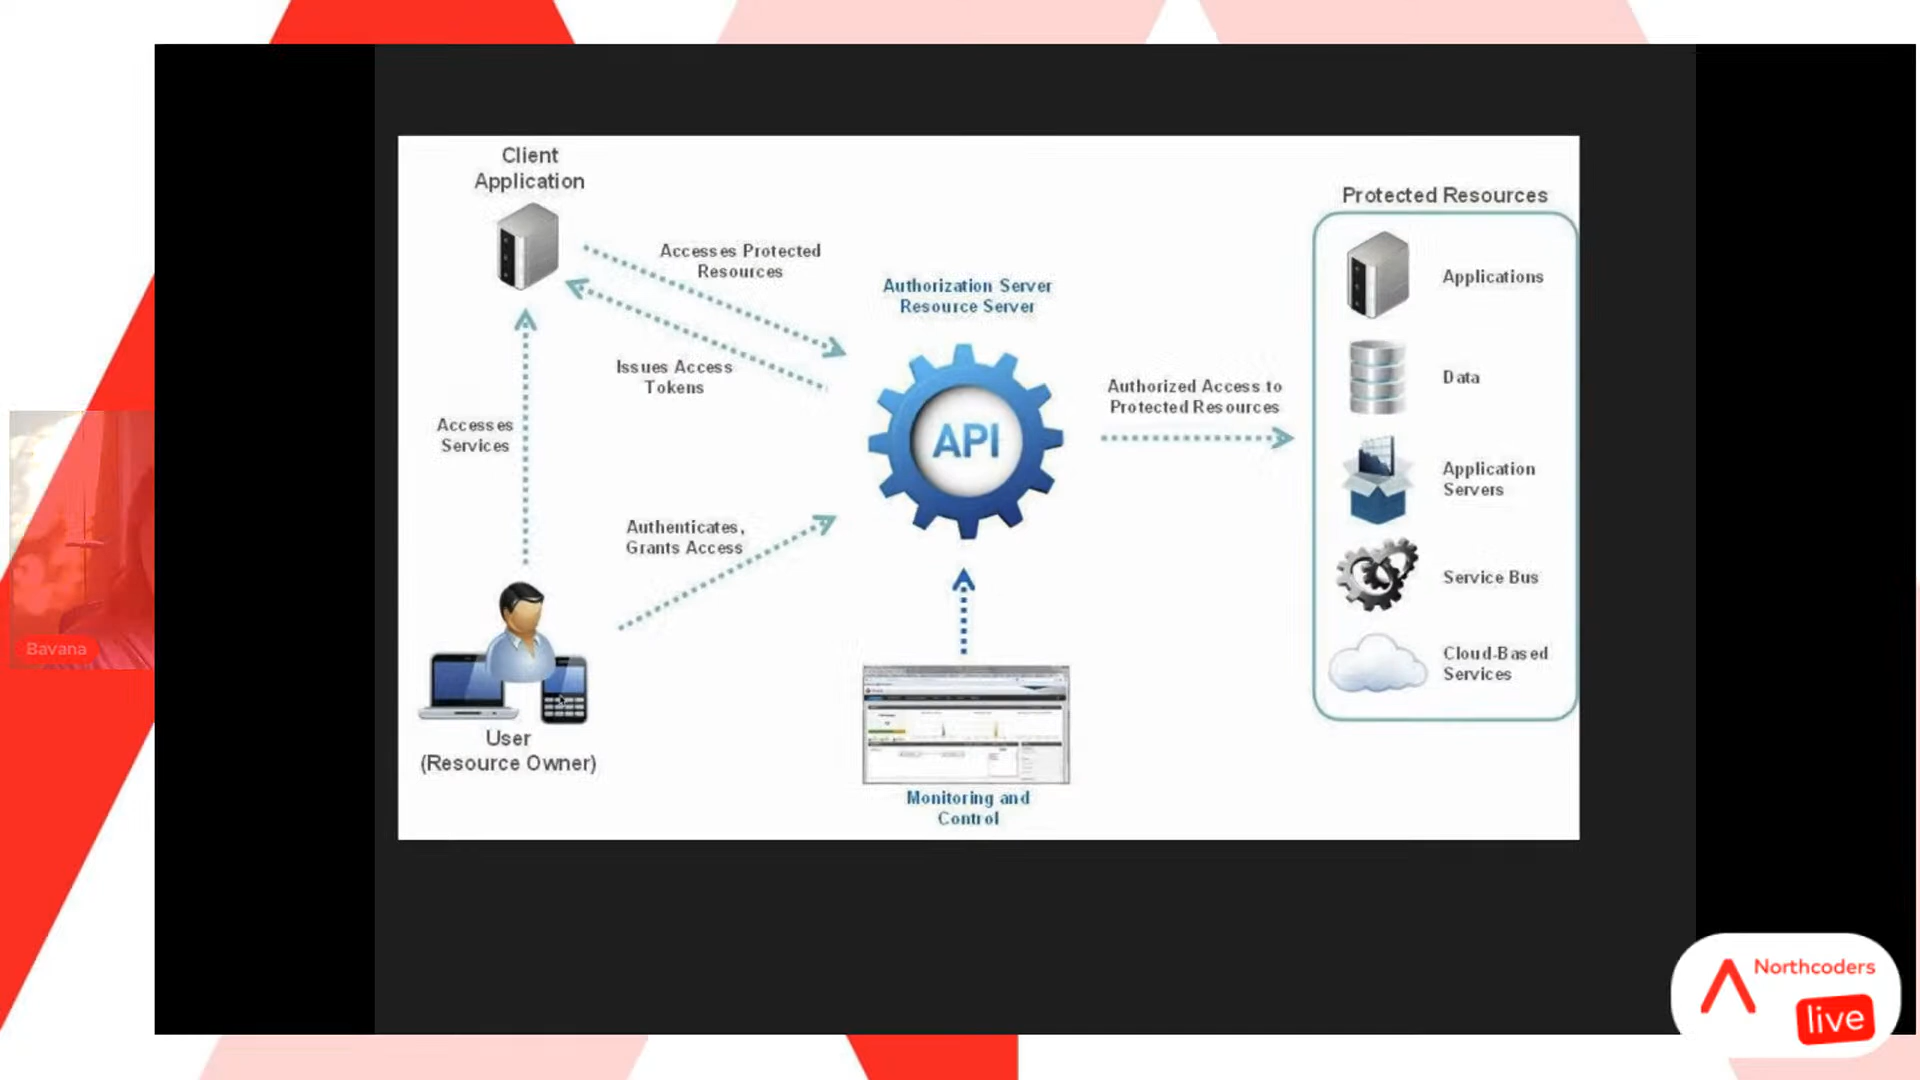 Client
Application
Protected Resources
Accesses Protected
Resources
Applications
Authorization Server
Resource Server
Issues Access
Tokens
Data
Authorized Access to
Protected Resources
Accesses
Services
API
Application
Servers
Authenticates,
Grants Access
Service Bus
Bavana
Cloud-Based
Services
User
(Resource Owner)
Monitoring and
Control
Northcoders
live